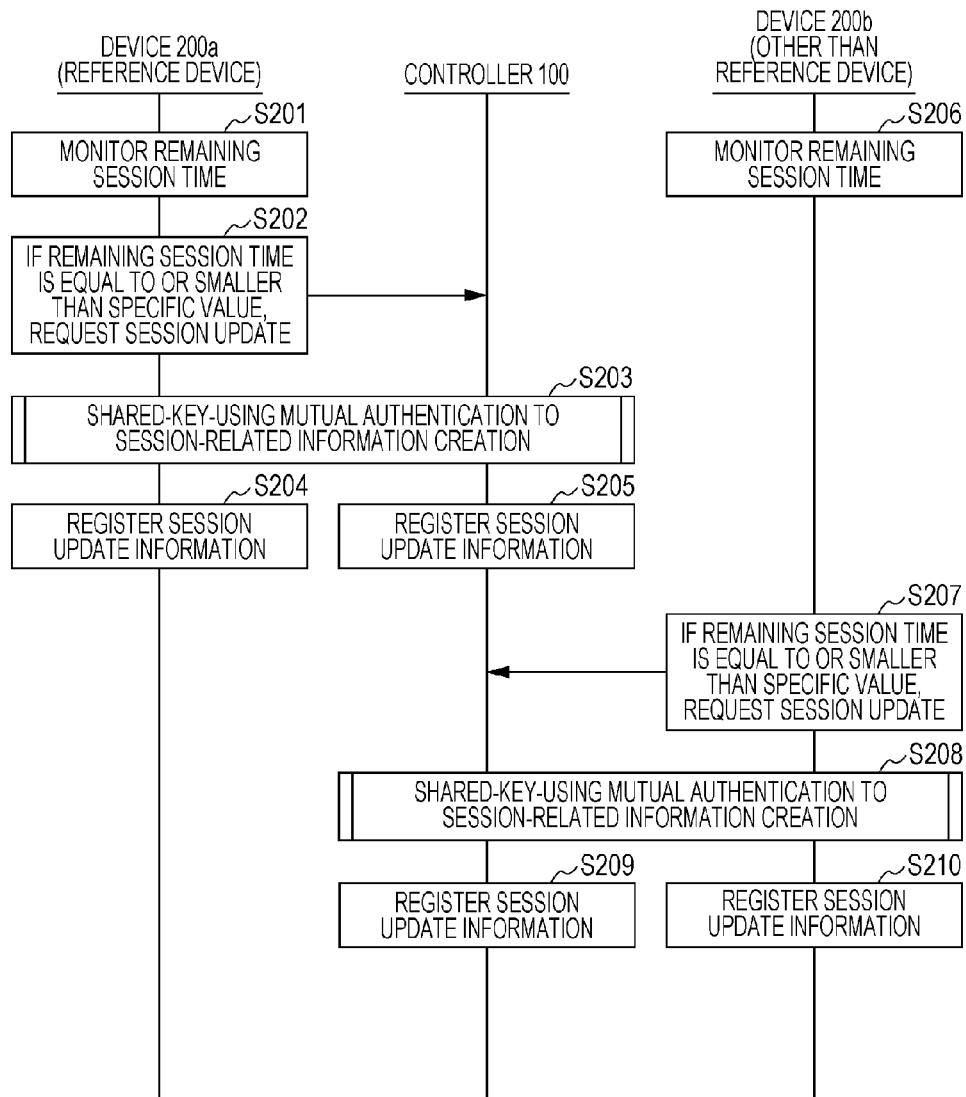 DEVICE 200a
(REFERENCE DEVICE)
CONTROLLER 100
DEVICE 200b
(OTHER THAN
REFERENCE DEVICE)
S201
MONITOR REMAINING
SESSION TIME
S206
MONITOR REMAINING
SESSION TIME
S202
IF REMAINING SESSION TIME
IS EQUAL TO OR SMALLER
THAN SPECIFIC VALUE,
REQUEST SESSION UPDATE
S203
SHARED-KEY-USING MUTUAL AUTHENTICATION TO
SESSION-RELATED INFORMATION CREATION
S204
REGISTER SESSION
UPDATE INFORMATION
S205
REGISTER SESSION
UPDATE INFORMATION
S207
IF REMAINING SESSION TIME
IS EQUAL TO OR SMALLER
THAN SPECIFIC VALUE,
REQUEST SESSION UPDATE
S208
SHARED-KEY-USING MUTUAL AUTHENTICATION TO
SESSION-RELATED INFORMATION CREATION
S209
REGISTER SESSION
UPDATE INFORMATION
S210
REGISTER SESSION
UPDATE INFORMATION